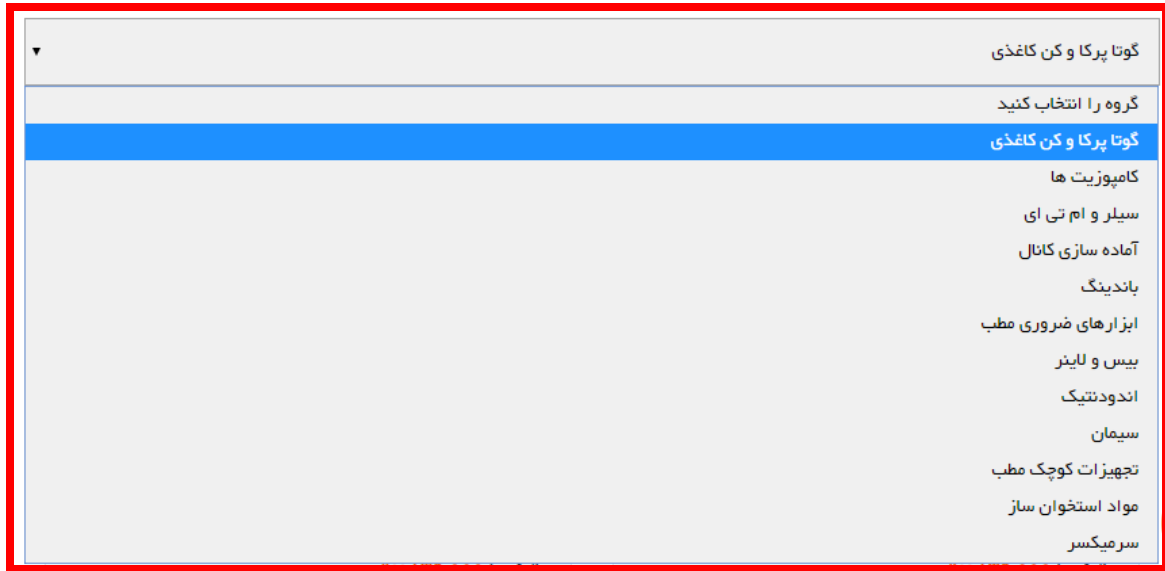 گوتا پرکا و کن کاغذی
گروه را انتخاب کنید
گوتا پرکا و کن کاغذی
کامپوزیت ها
سیلر و ام تی ای
آماده سازی کانال
باندینگ
ابزارهای ضروری مطب
بیس و لاینر
اندودنتیک
سیمان
تجهیزات کوچک مطب
مواد استخوان ساز
سرمیکسر